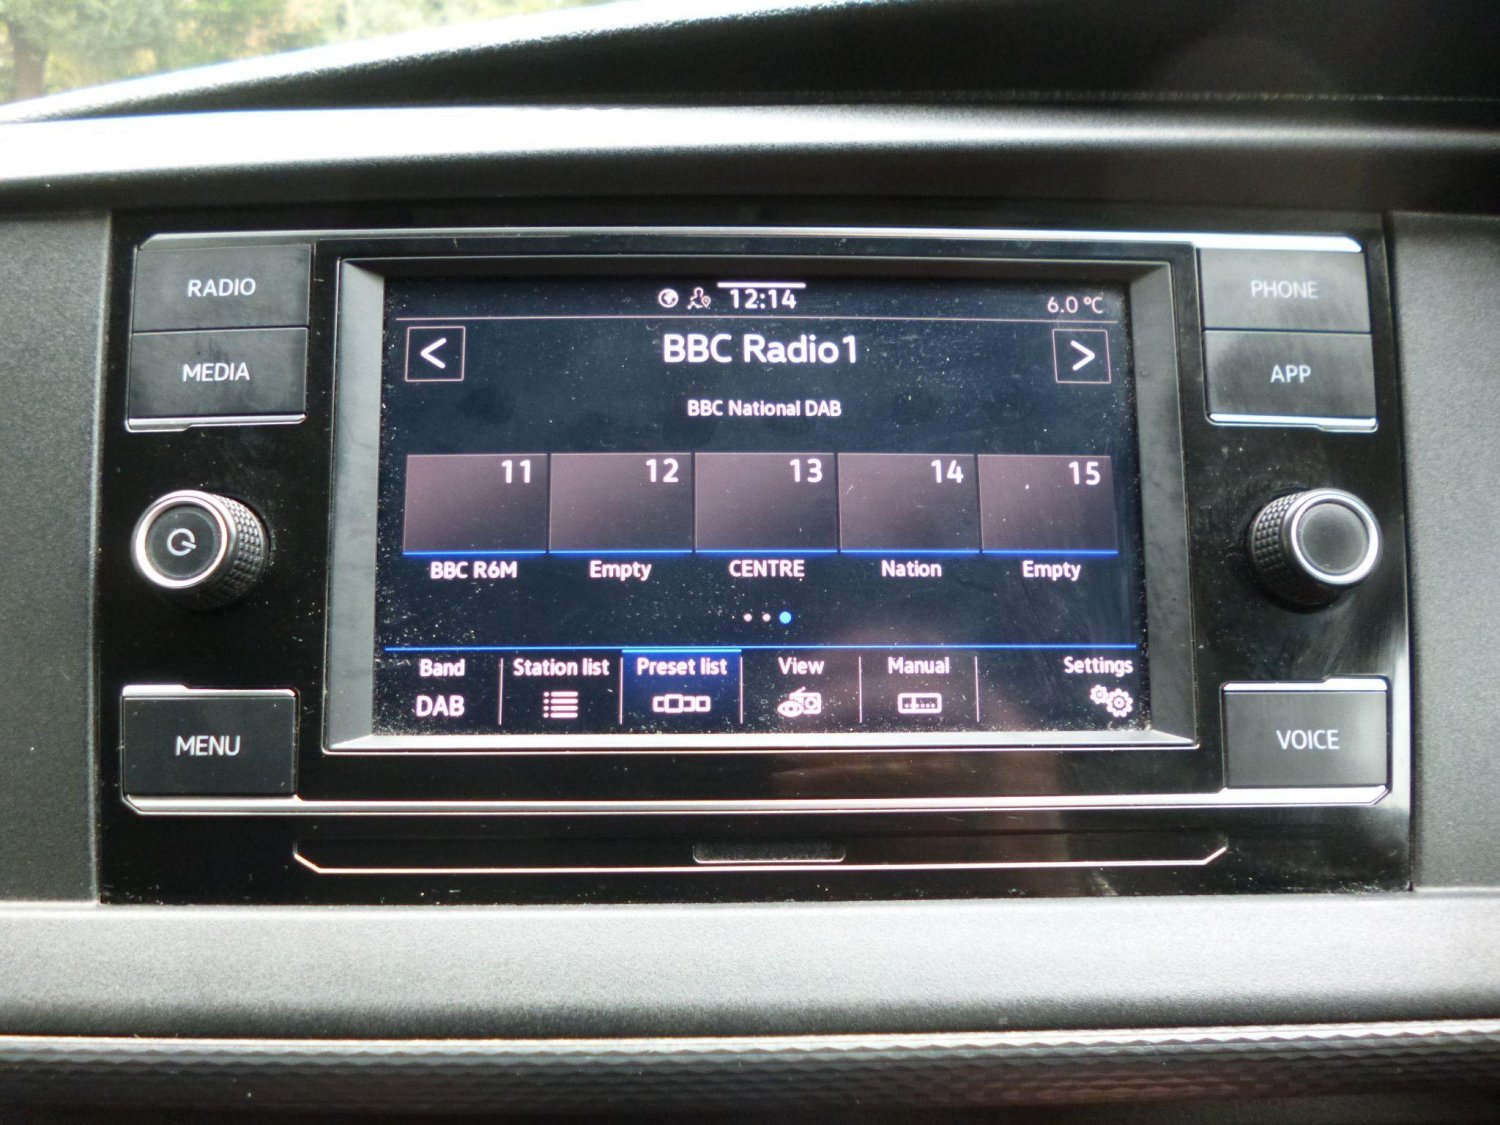 RADIO
MEDIA
MENU
12:14
6.0 °C
<
BBC Radio1
>
BBC National DAB
11
12
13
14
15
BBC R6M
Empty
CENTRE
Nation
Empty
Band
Station list
Preset list
View
Manual
Settings
DAB
PHONE
APP
VOICE